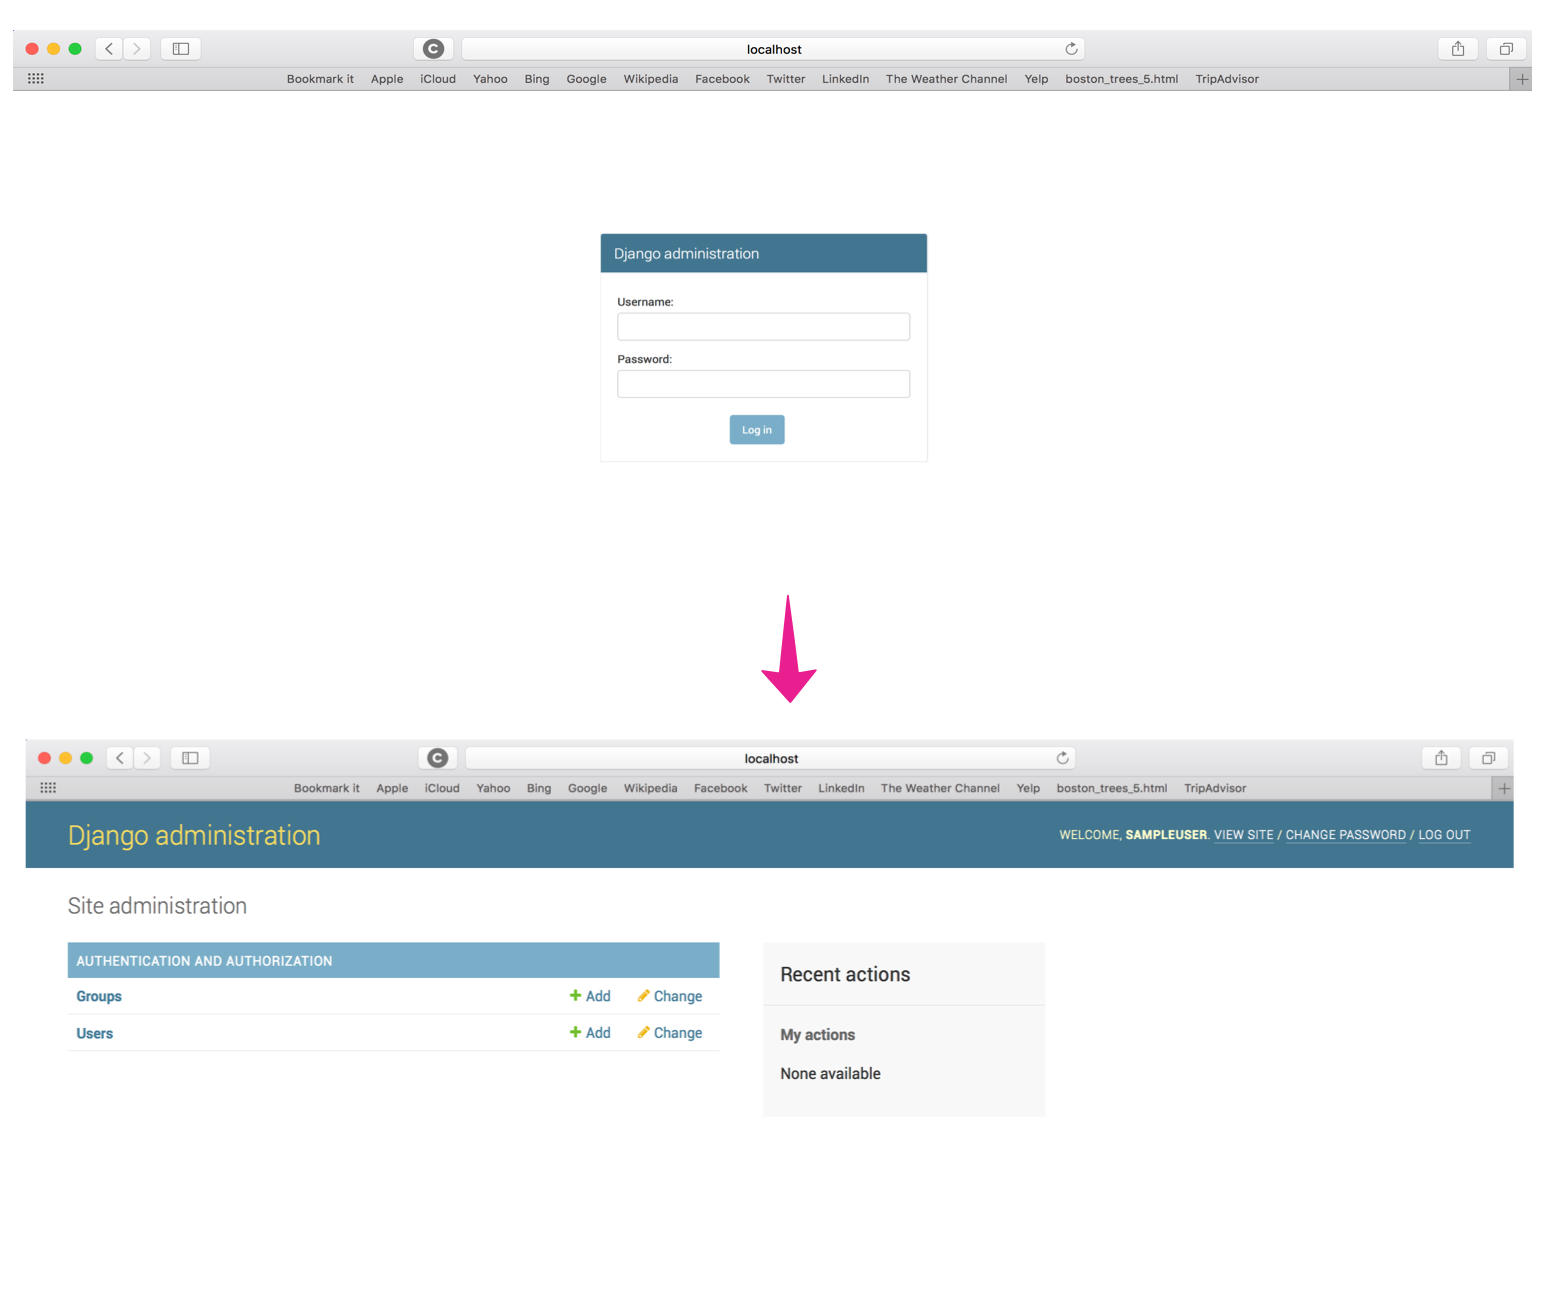 C localhost
Bookmark it Apple iCloud Yahoo Bing Google Wikipedia Facebook Twitter LinkedIn The Weather Channel Yelp boston_trees_5.html TripAdvisor
Django administration
Username:
Password:
Log in
C localhost
Bookmark it Apple iCloud Yahoo Bing Google Wikipedia Facebook Twitter LinkedIn The Weather Channel Yelp boston_trees_5.html TripAdvisor
Django administration WELCOME, SAMPLEUSER. VIEW SITE / CHANGE PASSWORD / LOG OUT
Site administration
AUTHENTICATION AND AUTHORIZATION
Groups Add Change
Users Add Change
Recent actions
My actions
None available